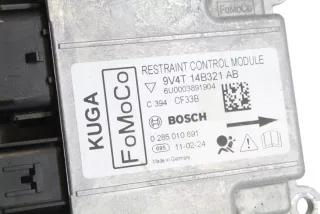 KUGA
FoMoCo
RESTRAINT CONTROL MODULE
9V4T 14B321 AB
6U0003891904
C 394 CF33B
BOSCH
0 285 010 691
695 11-02-24
Made in Germany